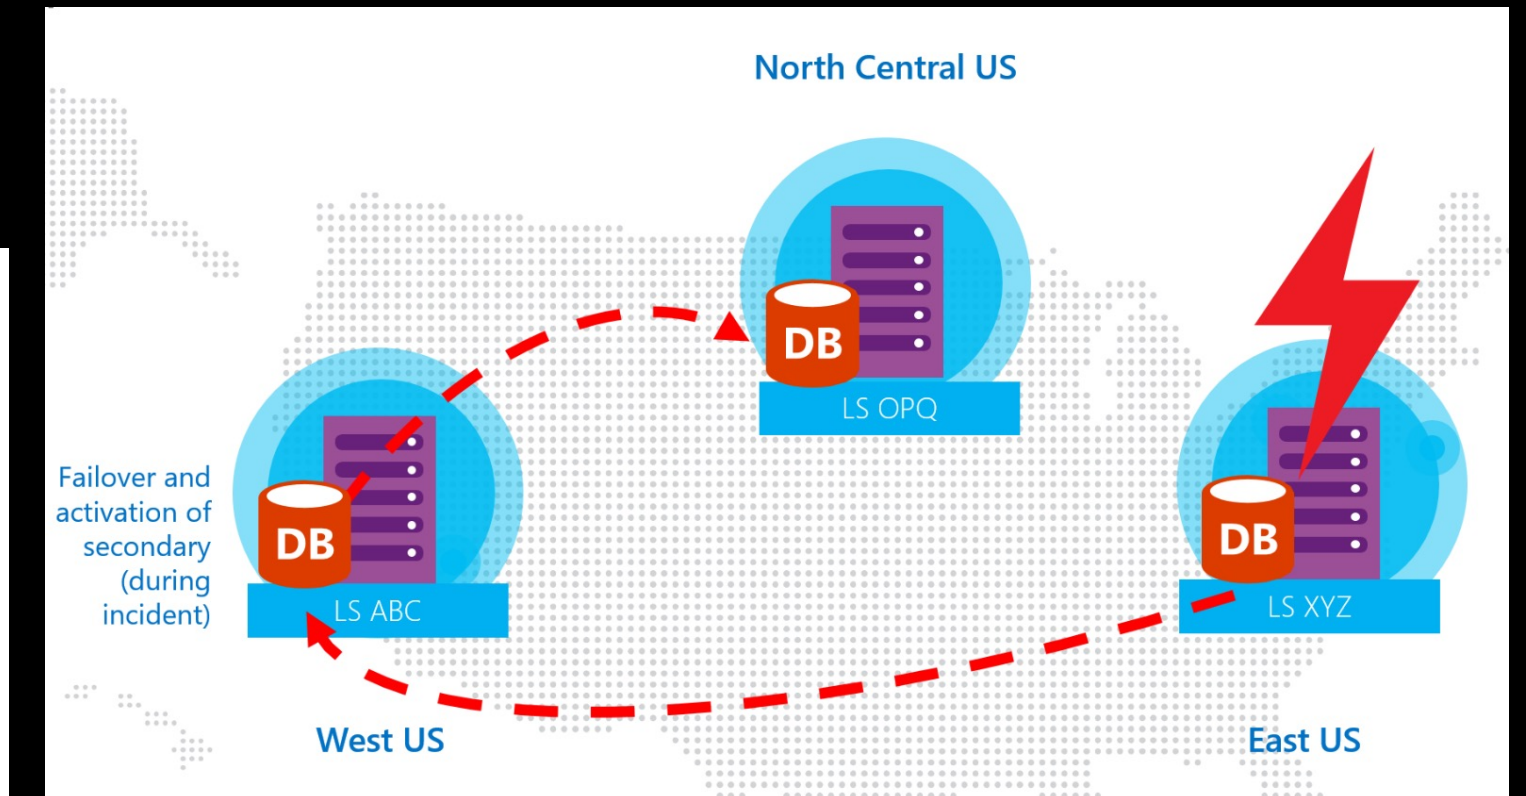 North Central US
DB
LS OPQ
Failover and
activation of
secondary
(during
incident)
DB
LS ABC
DB
LS XYZ
West US
East US